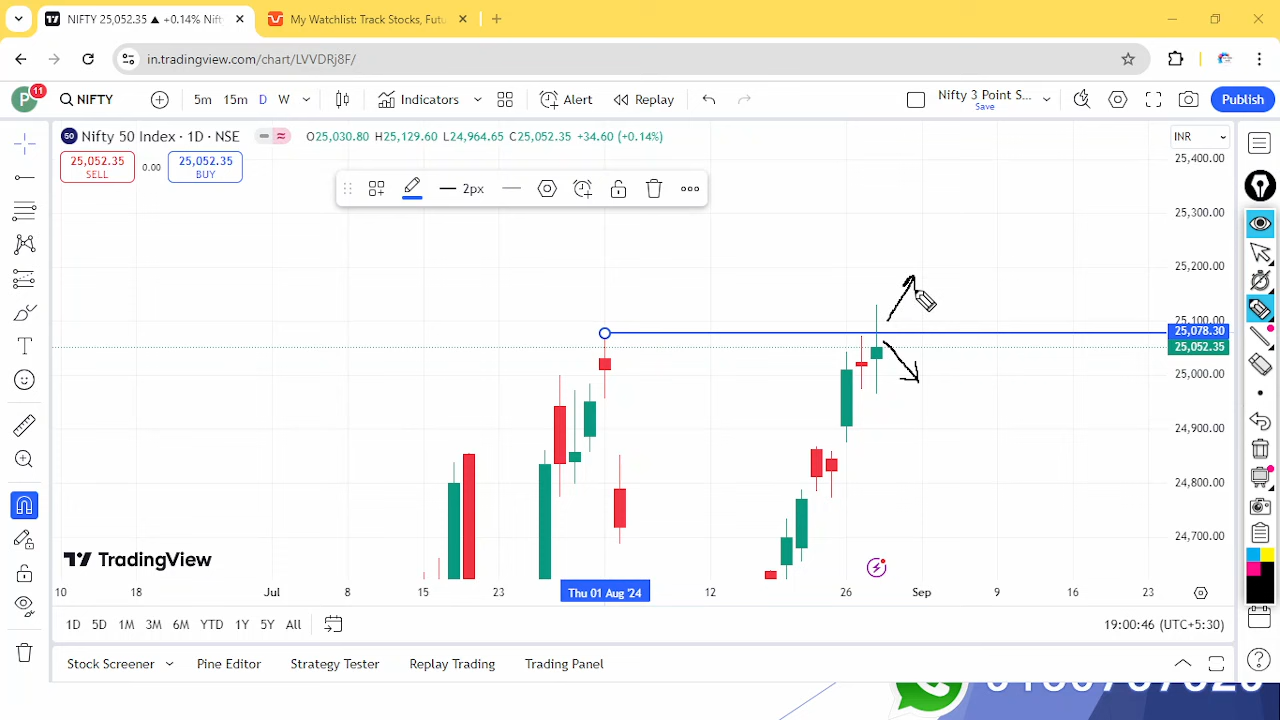 NIFTY 25,052.35 ▲ +0.14% Nift
My Watchlist: Track Stocks, Futu
in.tradingview.com/chart/LVVDRj8F/
P 11 NIFTY 5m 15m D W Indicators Alert Replay Nifty 3 Point S... Save Publish
50 Nifty 50 Index · 1D · NSE O25,030.80 H25,129.60 L24,964.65 C25,052.35 +34.60 (+0.14%)
INR
25,052.35 SELL 0.00 25,052.35 BUY
2px
25,400.00
25,300.00
25,200.00
25,100.00
25,078.30
25,052.35
25,000.00
24,900.00
24,800.00
24,700.00
TradingView
10 18 Jul 8 15 23 Thu 01 Aug '24 12 26 Sep 9 16 23
1D 5D 1M 3M 6M YTD 1Y 5Y All 19:00:46 (UTC+5:30)
Stock Screener Pine Editor Strategy Tester Replay Trading Trading Panel